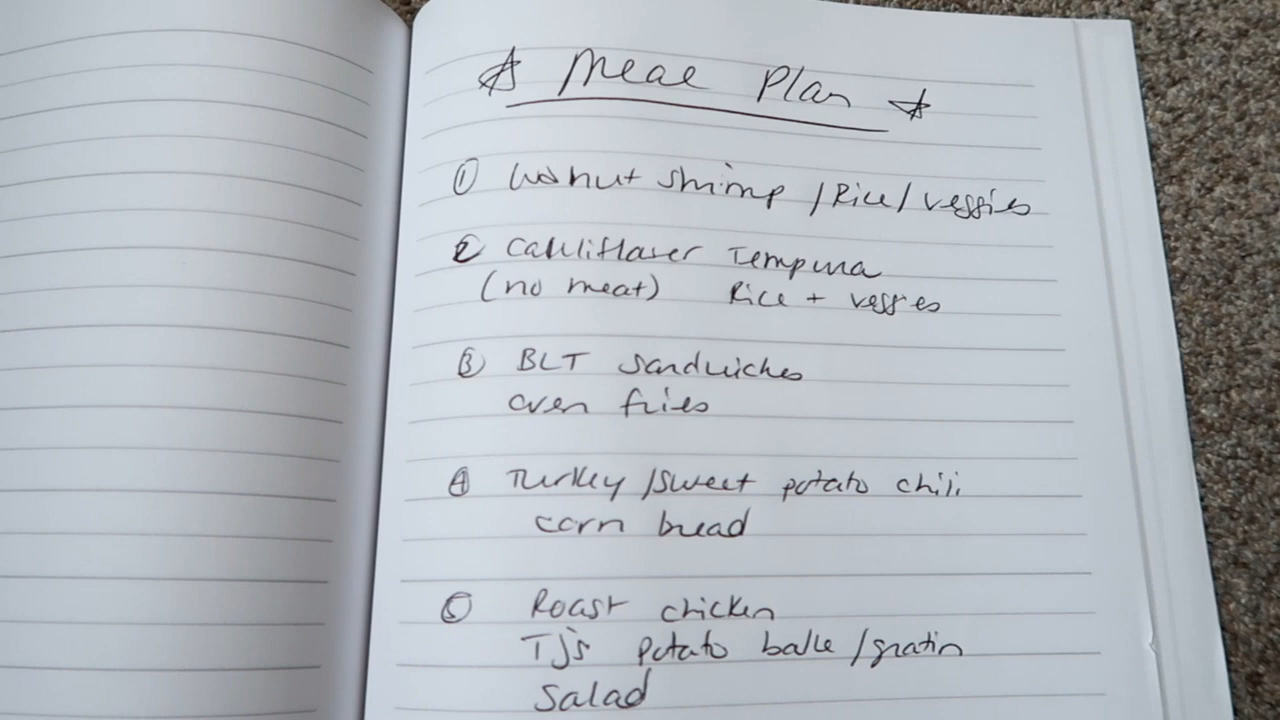 ☆ Meal Plan ☆
① Walnut shrimp / Rice / veggies
② Cauliflower Tempura
(no meat) Rice + veggies
③ BLT sandwiches
oven fries
④ Turkey / sweet potato chili
corn bread
⑤ Roast chicken
TJ's potato bake / gratin
Salad